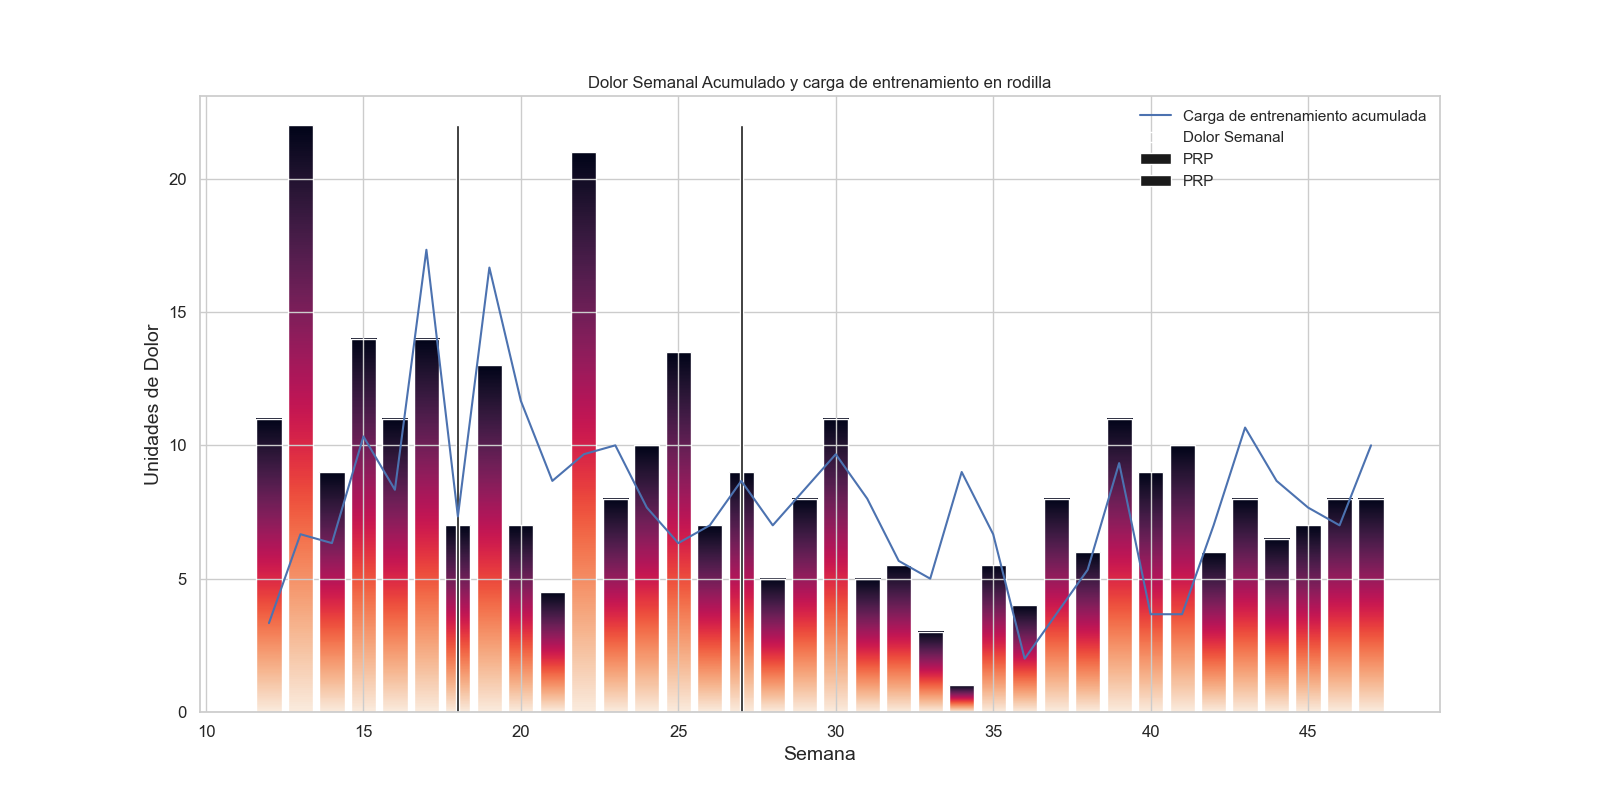 Dolor Semanal Acumulado y carga de entrenamiento en rodilla
Carga de entrenamiento acumulada
Dolor Semanal
PRP
PRP
Unidades de Dolor
20
15
10
5
0
10 15 20 25 30 35 40 45
Semana